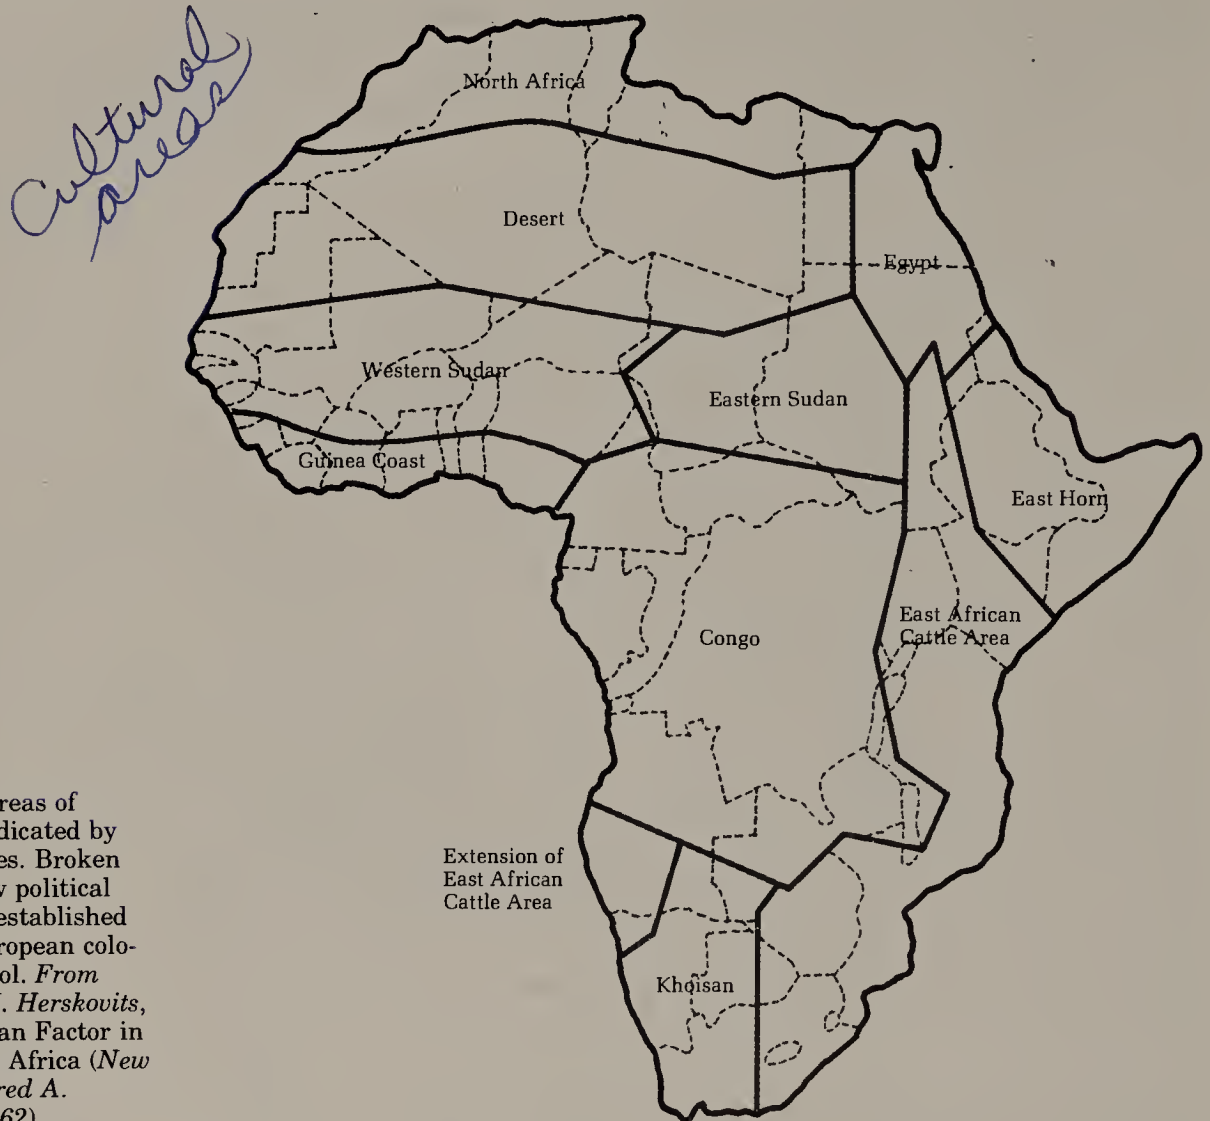 Cultural
areas
North Africa
Desert
Egypt
Western Sudan
Eastern Sudan
Guinea Coast
East Horn
East African
Cattle Area
Congo
Extension of
East African
Cattle Area
Khoisan
reas of
dicated by
es. Broken
political
established
ropean colo-
ol. From
. Herskovits,
an Factor in
Africa (New
red A.
62)